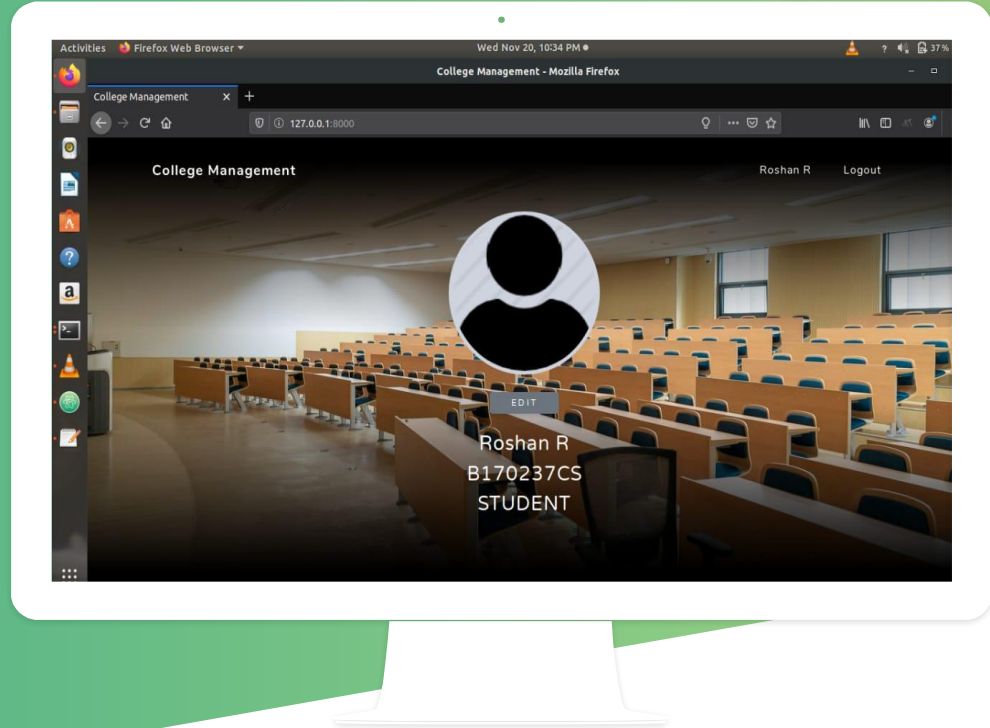 Activities Firefox Web Browser Wed Nov 20, 10:34 PM ? 37%
College Management - Mozilla Firefox
College Management × +
127.0.0.1:8000
College Management Roshan R Logout
EDIT
Roshan R
B170237CS
STUDENT